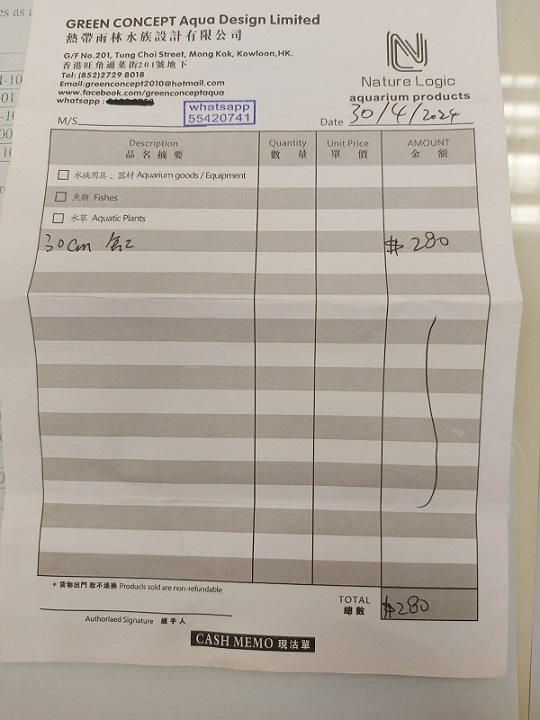 GREEN CONCEPT Aqua Design Limited
熱帶雨林水族設計有限公司
G/F No.201, Tung Choi Street, Mong Kok, Kowloon,HK.
香港旺角通菜街201號地下
Tel: (852)2729 8018
Email:greenconcept2010@hotmail.com
www.facebook.com/greenconceptaqua
whatsapp :
whatsapp
55420741
Nature Logic
aquarium products
M/S
Date 30/4/2024
Description Quantity Unit Price AMOUNT
品名摘要 數量 單價 金額
水族用具、器材 Aquarium goods / Equipment
魚類 Fishes
水草 Aquatic Plants
30cm $280
* 貨物出門 恕不退換 Products sold are non-refundable
TOTAL
總數 $280
Authorlaed Signature 經手人
CASH MEMO 現沽單